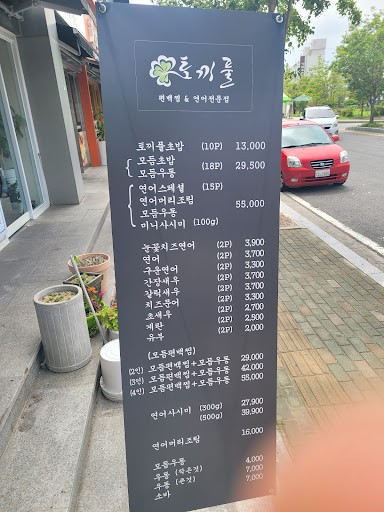 토끼풀
편백찜 & 연어전문점
토끼풀초밥 (10P) 13,000
모듬초밥 (18P) 29,500
모듬우동
연어스페셜 (15P)
연어머리조림
모듬우동 55,000
미니사시미 (100g)
눈꽃치즈연어 (2P) 3,900
연어 (2P) 3,700
구운연어 (2P) 3,300
간장새우 (2P) 3,700
갈릭새우 (2P) 3,700
치즈문어 (2P) 3,300
초새우 (2P) 2,700
계란 (2P) 2,500
유부 (2P) 2,000
(모듬편백찜)
(2인) 모듬편백찜+모듬우동 29,000
(3인) 모듬편백찜+모듬우동 42,000
(4인) 모듬편백찜+모듬우동 55,000
연어사시미 (300g) 27,900
(500g) 39,900
연어머리조림 16,000
모듬우동 4,000
우동 (작은것) 7,000
우동 (큰것) 7,000
소바